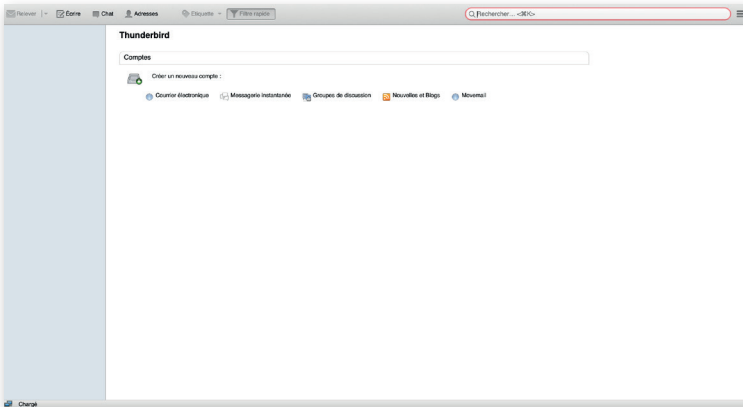 Relever Écrire Chat Adresses Étiquette Filtre rapide Rechercher... <⌘K>
Thunderbird
Comptes
Créer un nouveau compte :
Courrier électronique Messagerie instantanée Groupes de discussion Nouvelles et Blogs Movemail
Chargé